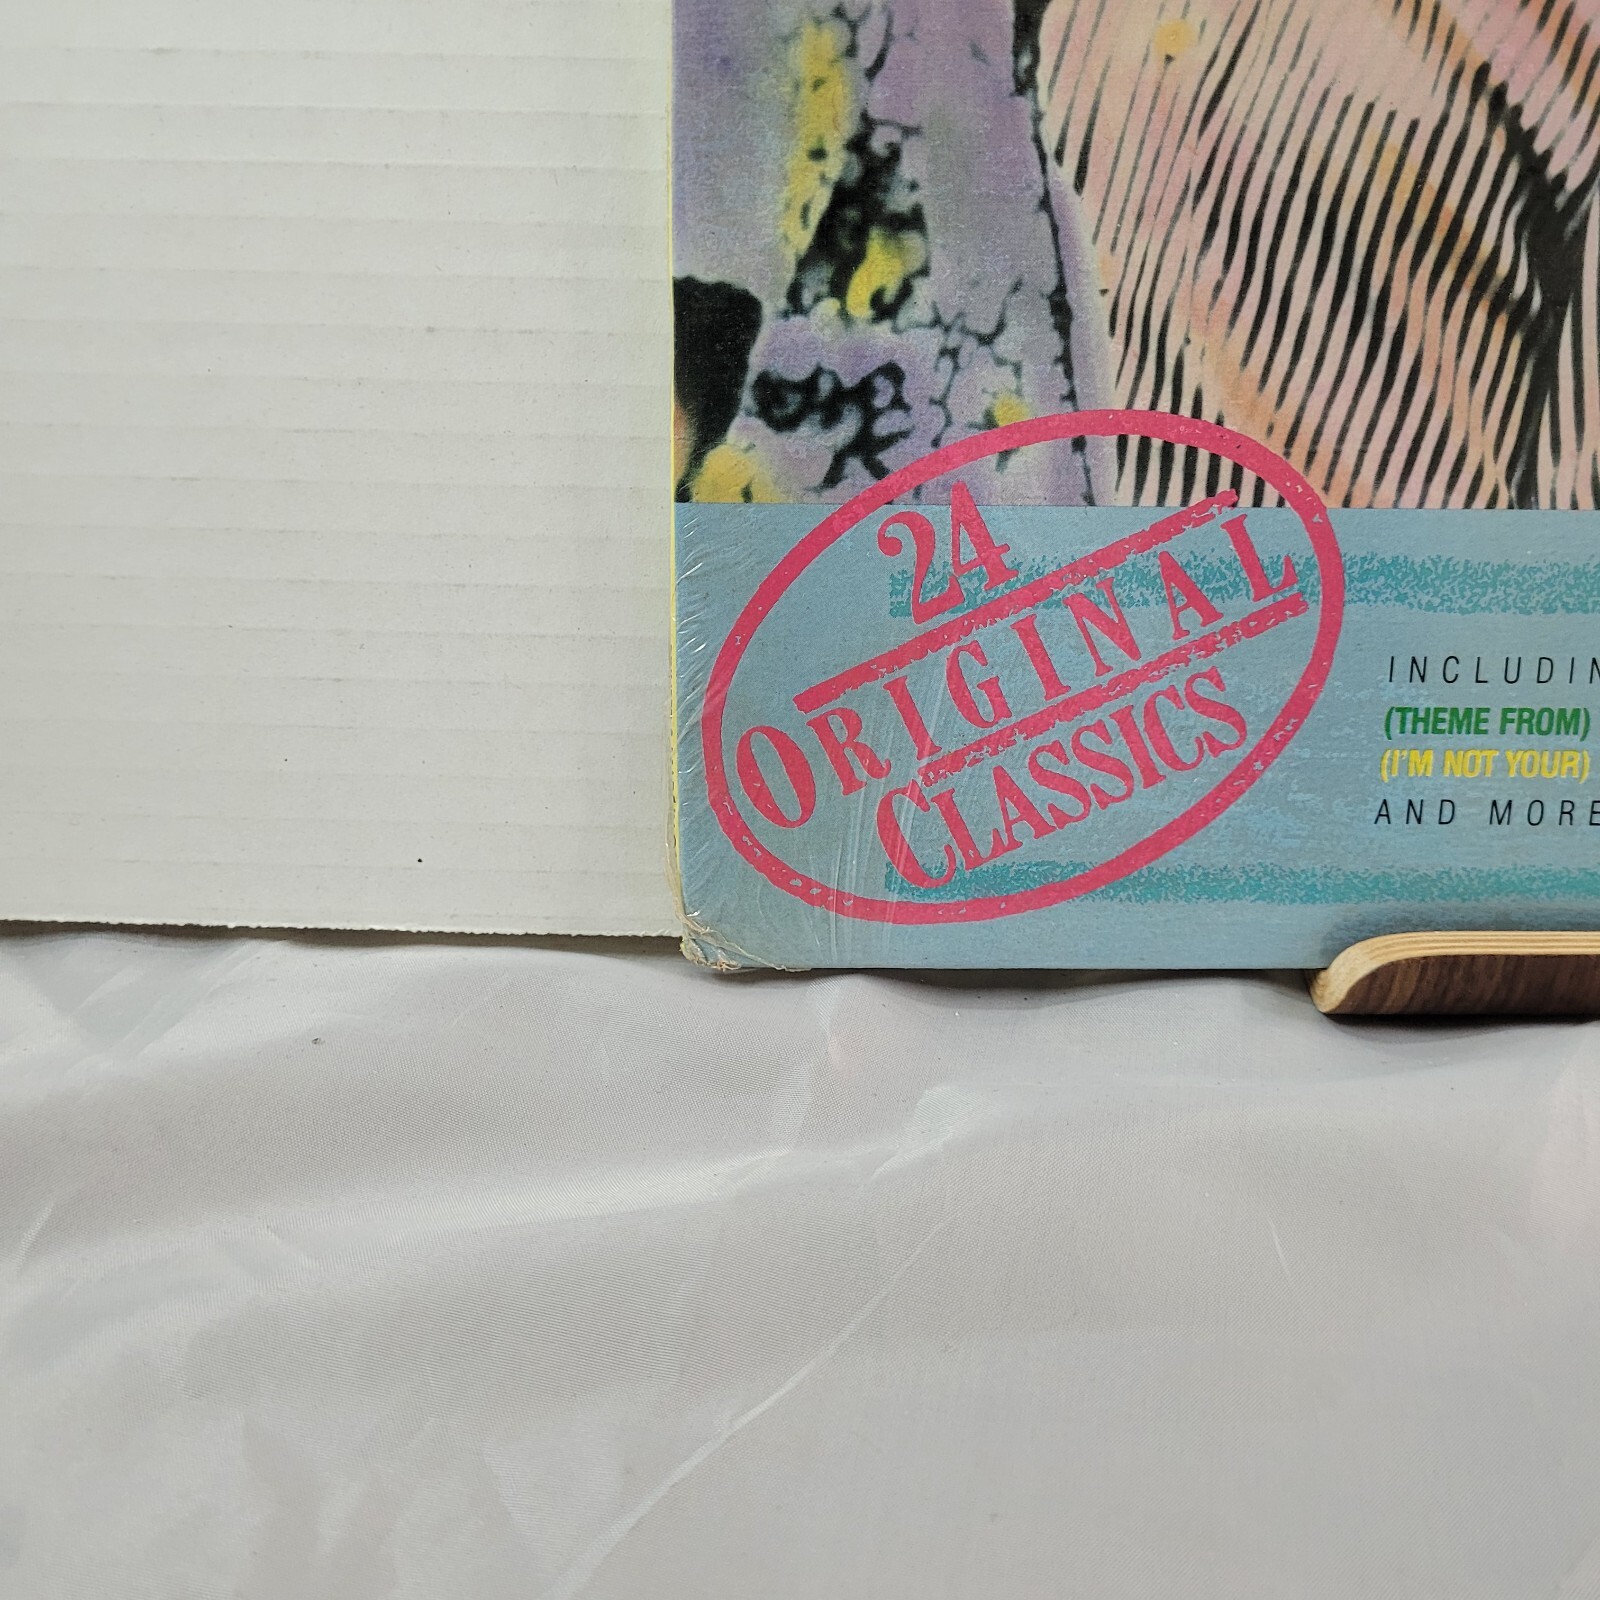 24
ORIGINAL
CLASSICS
INCLUDIN
(THEME FROM)
(I'M NOT YOUR)
AND MORE